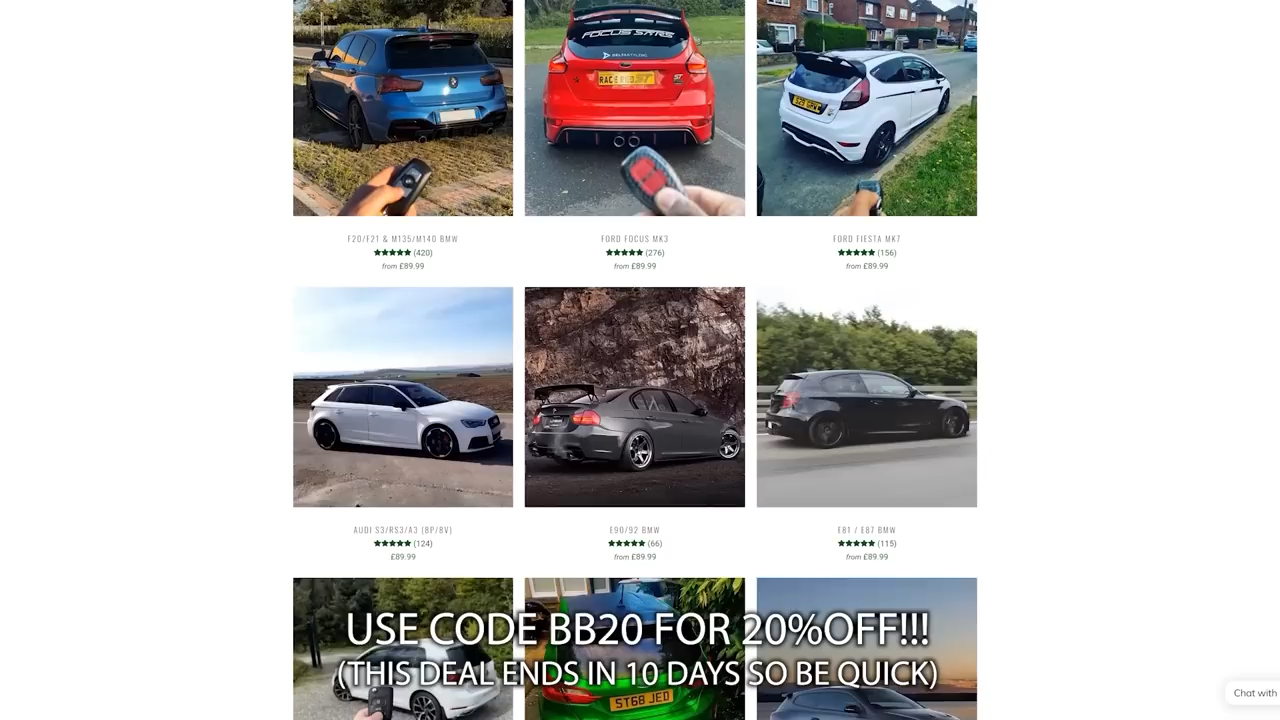 FOCUS STRS
RACERED.57
ST
F20/F21 & M135/M140 BMW
FORD FOCUS MK3
FORD FIESTA MK7
★★★★★ (420)
★★★★★ (276)
★★★★★ (156)
from £89.99
from £89.99
from £89.99
AUDI S3/RS3/A3 (8P/8V)
E90/92 BMW
E81 / E87 BMW
★★★★★ (124)
★★★★★ (66)
★★★★★ (115)
£89.99
from £89.99
from £89.99
USE CODE BB20 FOR 20%OFF!!!
(THIS DEAL ENDS IN 10 DAYS SO BE QUICK)
ST68 JED
Chat with